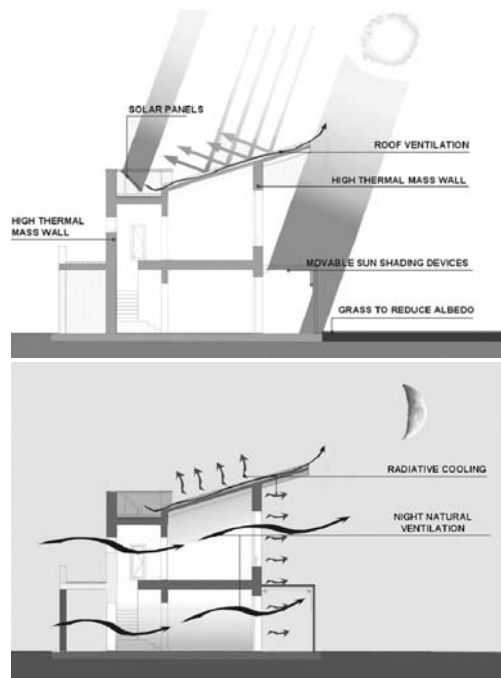 SOLAR PANELS
ROOF VENTILATION
HIGH THERMAL MASS WALL
HIGH THERMAL
MASS WALL
MOVABLE SUN SHADING DEVICES
GRASS TO REDUCE ALBEDO
RADIATIVE COOLING
NIGHT NATURAL
VENTILATION